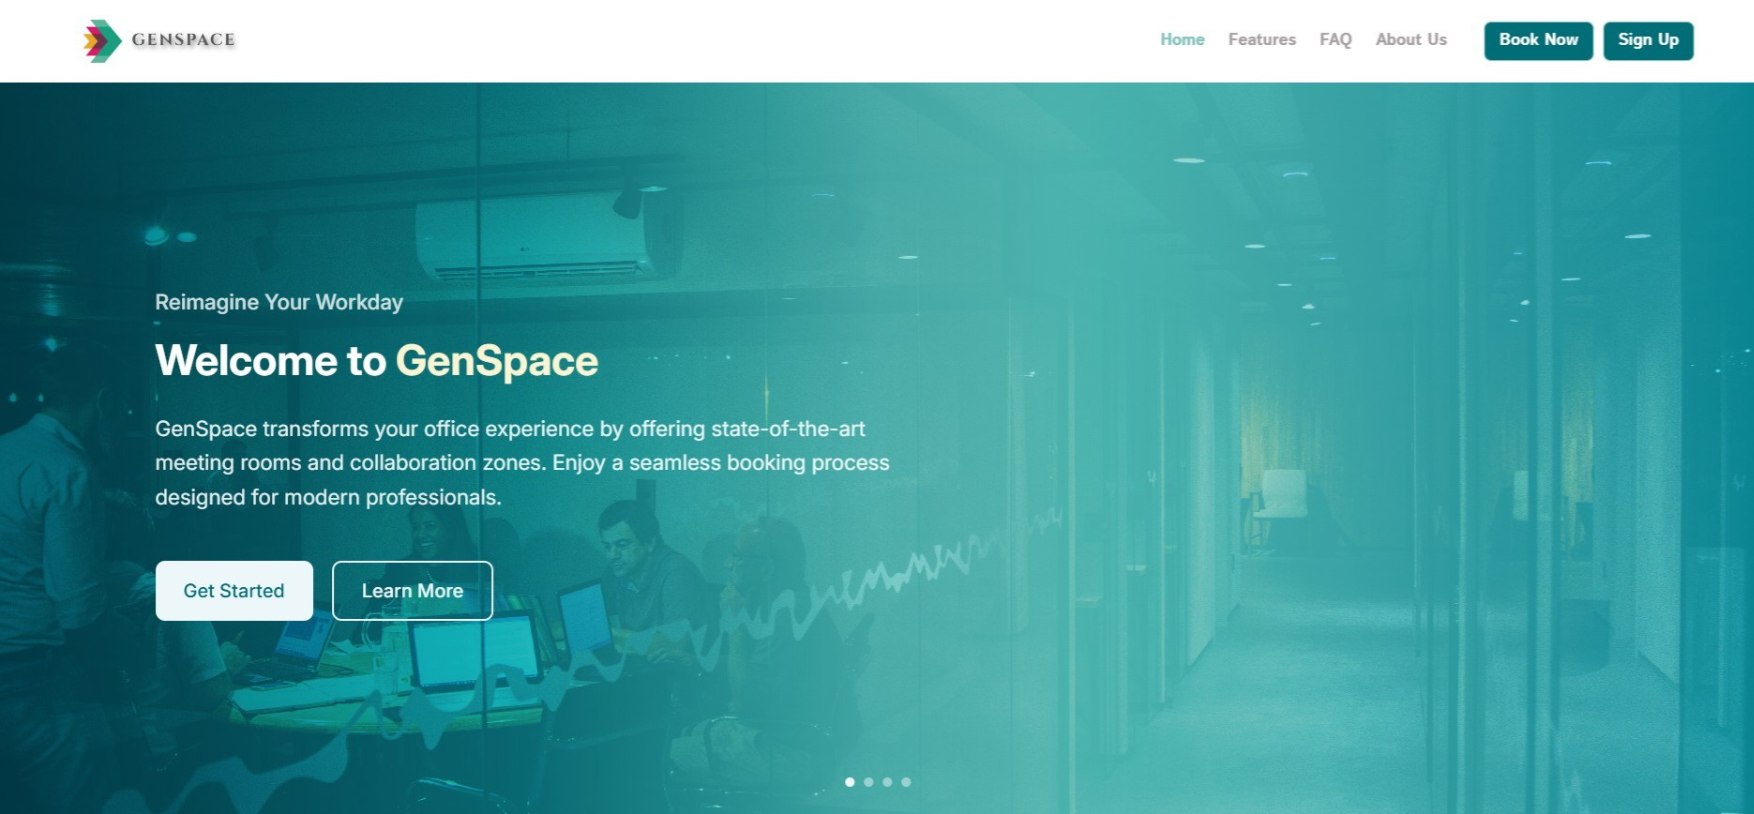 GENSPACE
Home Features FAQ About Us Book Now Sign Up
Reimagine Your Workday
Welcome to GenSpace
GenSpace transforms your office experience by offering state-of-the-art
meeting rooms and collaboration zones. Enjoy a seamless booking process
designed for modern professionals.
Get Started Learn More